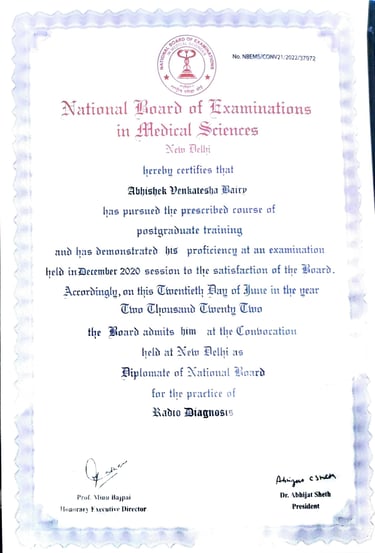 No. NBEMS/CONV21/2022/37072
NATIONAL BOARD OF EXAMINATIONS
National Board of Examinations
in Medical Sciences
New Delhi
hereby certifies that
Abhishek Venkatesha Bairy
has pursued the prescribed course of
postgraduate training
and has demonstrated his proficiency at an examination
held in December 2020 session to the satisfaction of the Board.
Accordingly, on this Twentieth Day of June in the year
Two Thousand Twenty Two
the Board admits him at the Convocation
held at New Delhi as
Diplomate of National Board
for the practice of
Radio Diagnosis
Prof. Minu Bajpai
Honorary Executive Director
Abhijat C Sheth
Dr. Abhijat Sheth
President